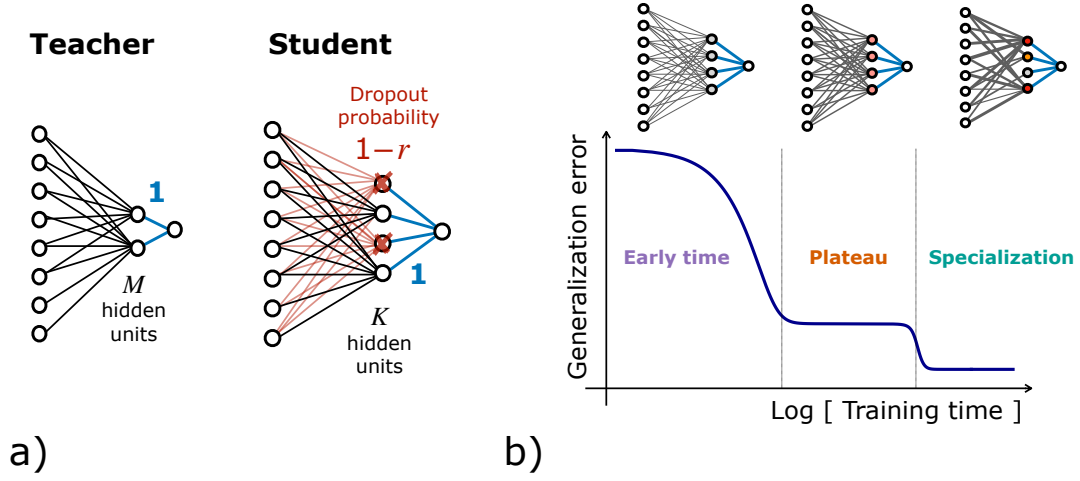 Teacher
Student
Dropout
probability
1−r
1
1
M
hidden
units
K
hidden
units
a)
Generalization error
Early time
Plateau
Specialization
Log [ Training time ]
b)